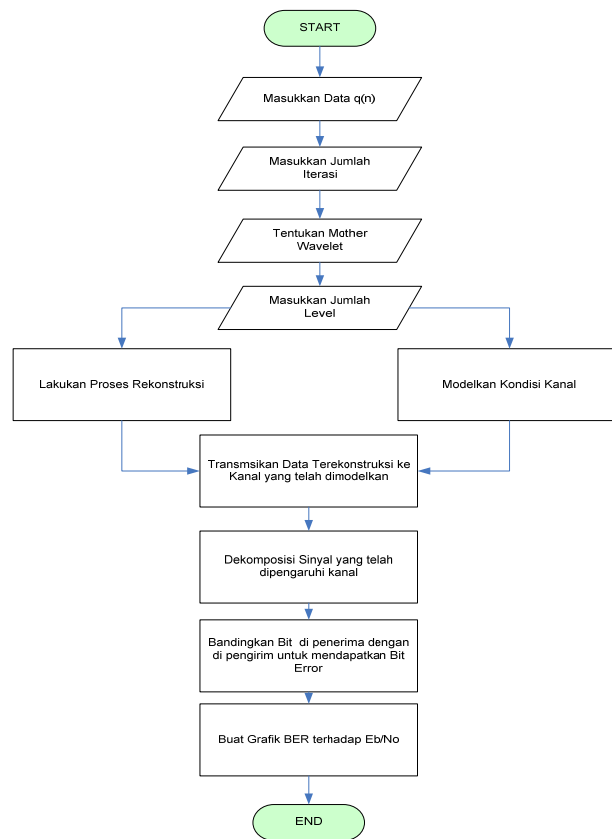 START
Masukkan Data q(n)
Masukkan Jumlah
Iterasi
Tentukan Mother
Wavelet
Masukkan Jumlah
Level
Lakukan Proses Rekonstruksi
Modelkan Kondisi Kanal
Transmsikan Data Terekonstruksi ke
Kanal yang telah dimodelkan
Dekomposisi Sinyal yang telah
dipengaruhi kanal
Bandingkan Bit di penerima dengan
di pengirim untuk mendapatkan Bit
Error
Buat Grafik BER terhadap Eb/No
END